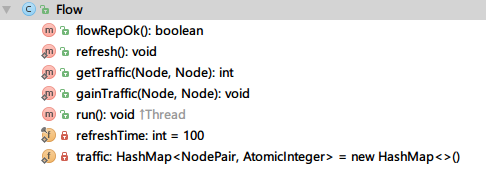 Flow
flowRepOk(): boolean
refresh(): void
getTraffic(Node, Node): int
gainTraffic(Node, Node): void
run(): void ↑Thread
refreshTime: int = 100
traffic: HashMap<NodePair, AtomicInteger> = new HashMap<>()